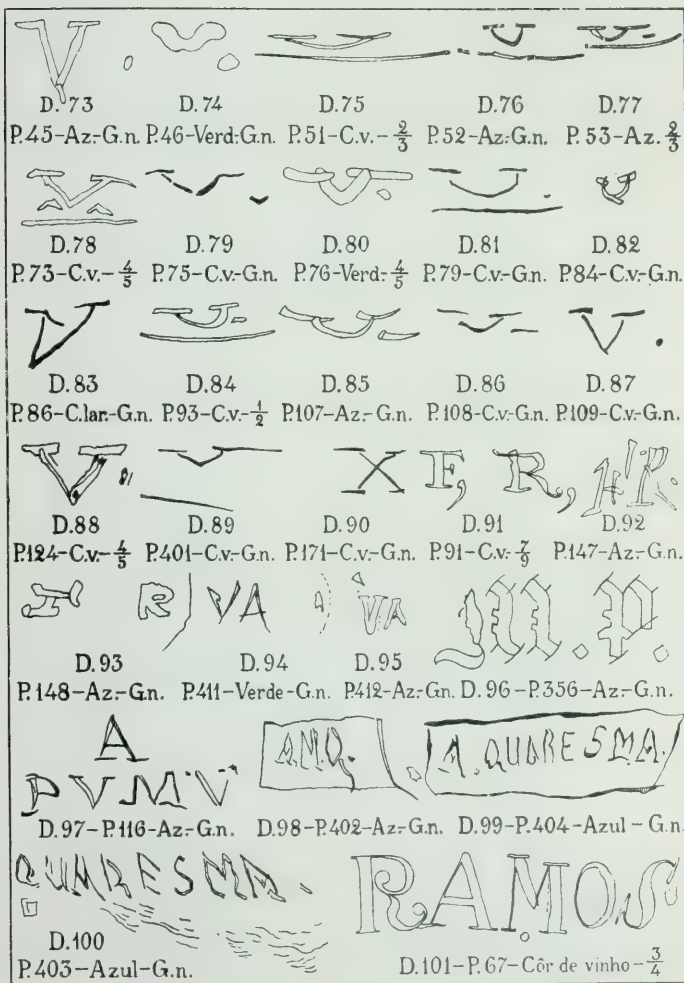 V
D.73 D.74 D.75 D.76 D.77
P.45-Az.-G.n. P.46-Verd.-G.n. P.51-C.v.-2/3 P.52-Az.-G.n. P.53-Az. 2/3
D.78 D.79 D.80 D.81 D.82
P.73-C.v.-4/5 P.75-C.v.-G.n. P.76-Verd.-4/5 P.79-C.v.-G.n. P.84-C.v.-G.n.
V V
D.83 D.84 D.85 D.86 D.87
P.86-C.lar.-G.n. P.93-C.v.-1/2 P.107-Az.-G.n. P.108-C.v.-G.n. P.109-C.v.-G.n.
V X F, R,
D.88 D.89 D.90 D.91 D.92
P.124-C.v.-4/5 P.401-C.v.-G.n. P.171-C.v.-G.n. P.91-C.v.-7/9 P.147-Az.-G.n.
R VA VA M.P.
D.93 D.94 D.95
P.148-Az.-G.n. P.411-Verde-G.n. P.412-Az.-G.n. D.96-P.356-Az.-G.n.
A
P V M V A.M.Q. A.QUARESMA.
D.97-P.116-Az.-G.n. D.98-P.402-Az.-G.n. D.99-P.404-Azul-G.n.
QUARESMA. RAMOS
D.100
P.403-Azul-G.n. D.101-P.67-Côr de vinho-3/4